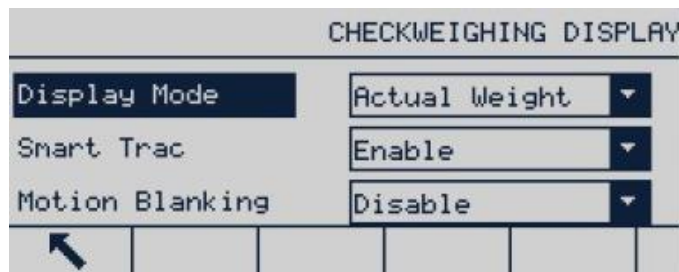 CHECKWEIGHING DISPLAY
Display Mode Actual Weight
Smart Trac Enable
Motion Blanking Disable